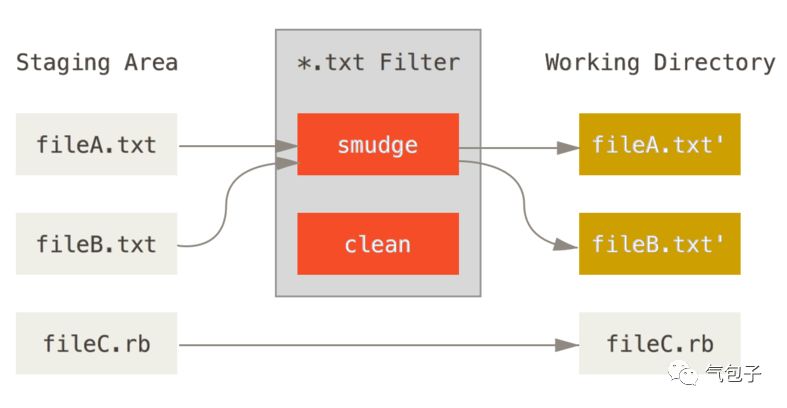 Staging Area
*.txt Filter
Working Directory
fileA.txt
smudge
fileA.txt'
fileB.txt
clean
fileB.txt'
fileC.rb
fileC.rb
气包子